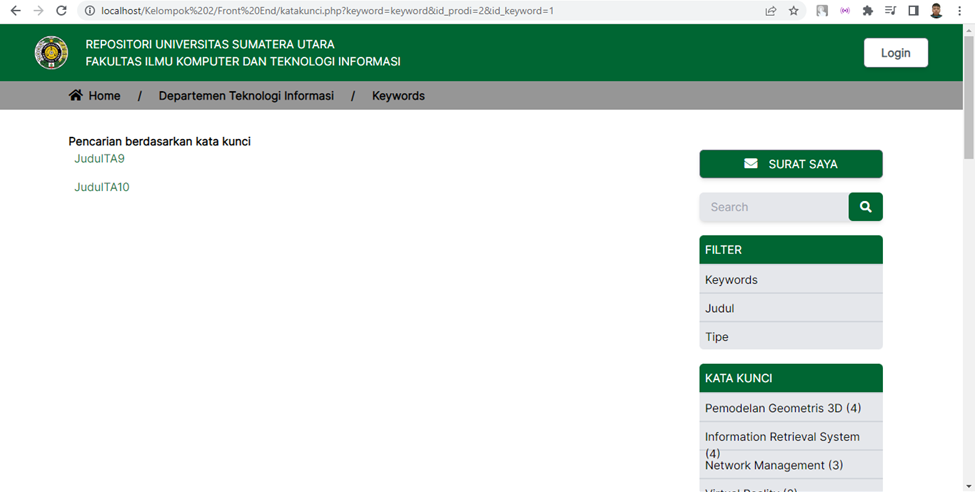 localhost/Kelompok%202/Front%20End/katakunci.php?keyword=keyword&id_prodi=2&id_keyword=1
REPOSITORI UNIVERSITAS SUMATERA UTARA
FAKULTAS ILMU KOMPUTER DAN TEKNOLOGI INFORMASI
Login
Home / Departemen Teknologi Informasi / Keywords
Pencarian berdasarkan kata kunci
JudulTA9
JudulTA10
SURAT SAYA
Search
FILTER
Keywords
Judul
Tipe
KATA KUNCI
Pemodelan Geometris 3D (4)
Information Retrieval System
(4)
Network Management (3)